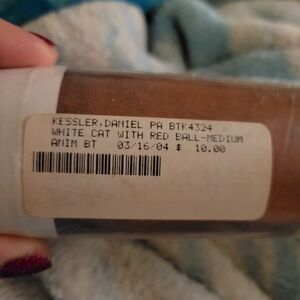 KESSLER,DANIEL PA BTK4324
WHITE CAT WITH RED BALL-MEDIUM
ANIM BT 03/16/04 $ 10.00